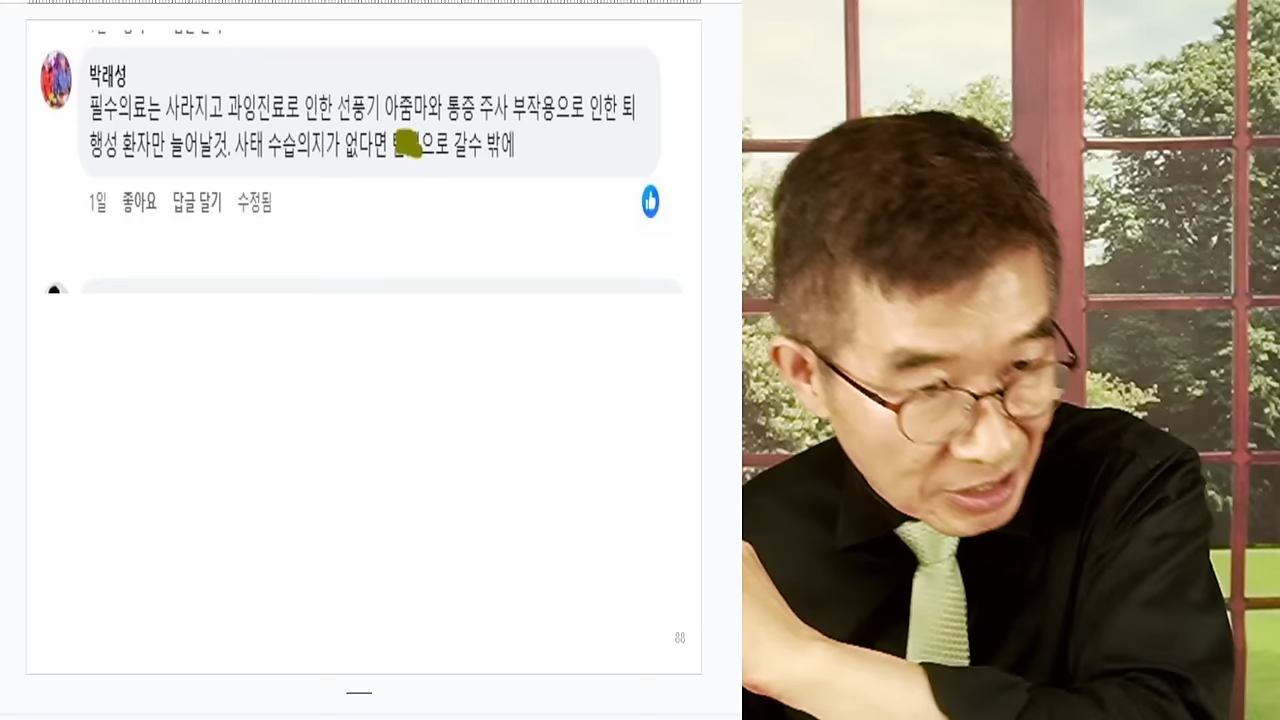 박래성
필수의료는 사라지고 과잉진료로 인한 선풍기 아줌마와 통증 주사 부작용으로 인한 퇴
행성 환자만 늘어날것. 사태 수습의지가 없다면 으로 갈수 밖에
1일 좋아요 답글 달기 수정됨
88